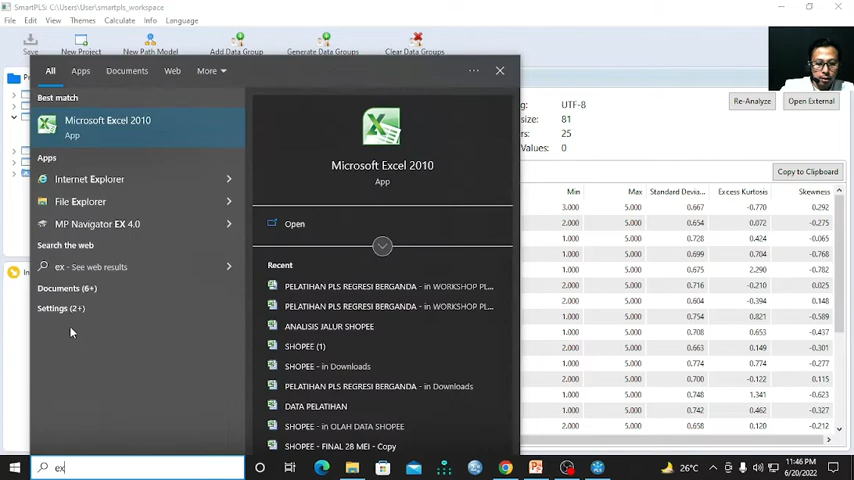 SmartPLS: C:\Users\User\smartpls_workspace
File Edit View Themes Calculate Info Language
Save New Project New Path Model Add Data Group Generate Data Groups Clear Data Groups
All Apps Documents Web More
Best match
Microsoft Excel 2010
App
Apps
Internet Explorer
File Explorer
MP Navigator EX 4.0
Search the web
ex - See web results
Documents (6+)
Settings (2+)
Microsoft Excel 2010
App
Open
Recent
PELATIHAN PLS REGRESI BERGANDA - in WORKSHOP PL...
PELATIHAN PLS REGRESI BERGANDA - in WORKSHOP PL...
ANALISIS JALUR SHOPEE
SHOPEE (1)
SHOPEE - in Downloads
PELATIHAN PLS REGRESI BERGANDA - in Downloads
DATA PELATIHAN
SHOPEE - in OLAH DATA SHOPEE
SHOPEE - FINAL 28 MEI - Copy
UTF-8
size: 81
25
Values: 0
Re-Analyze Open External
Copy to Clipboard
Min Max Standard Devia... Excess Kurtosis Skewness
3.000 5.000 0.667 -0.770 0.292
2.000 5.000 0.654 0.072 -0.275
1.000 5.000 0.728 0.424 -0.065
1.000 5.000 0.699 0.704 -0.768
1.000 5.000 0.677 2.290 -0.782
2.000 5.000 0.716 -0.210 0.025
2.000 5.000 0.604 -0.394 0.148
1.000 5.000 0.754 0.821 -0.589
1.000 5.000 0.708 0.653 -0.437
2.000 5.000 0.663 0.149 -0.301
1.000 5.000 0.774 0.774 -0.277
2.000 5.000 0.700 -0.122 0.115
1.000 5.000 0.748 1.341 -0.623
1.000 5.000 0.742 0.462 -0.327
2.000 5.000 0.658 0.120 -0.212
ex
26°C
11:46 PM
6/20/2022